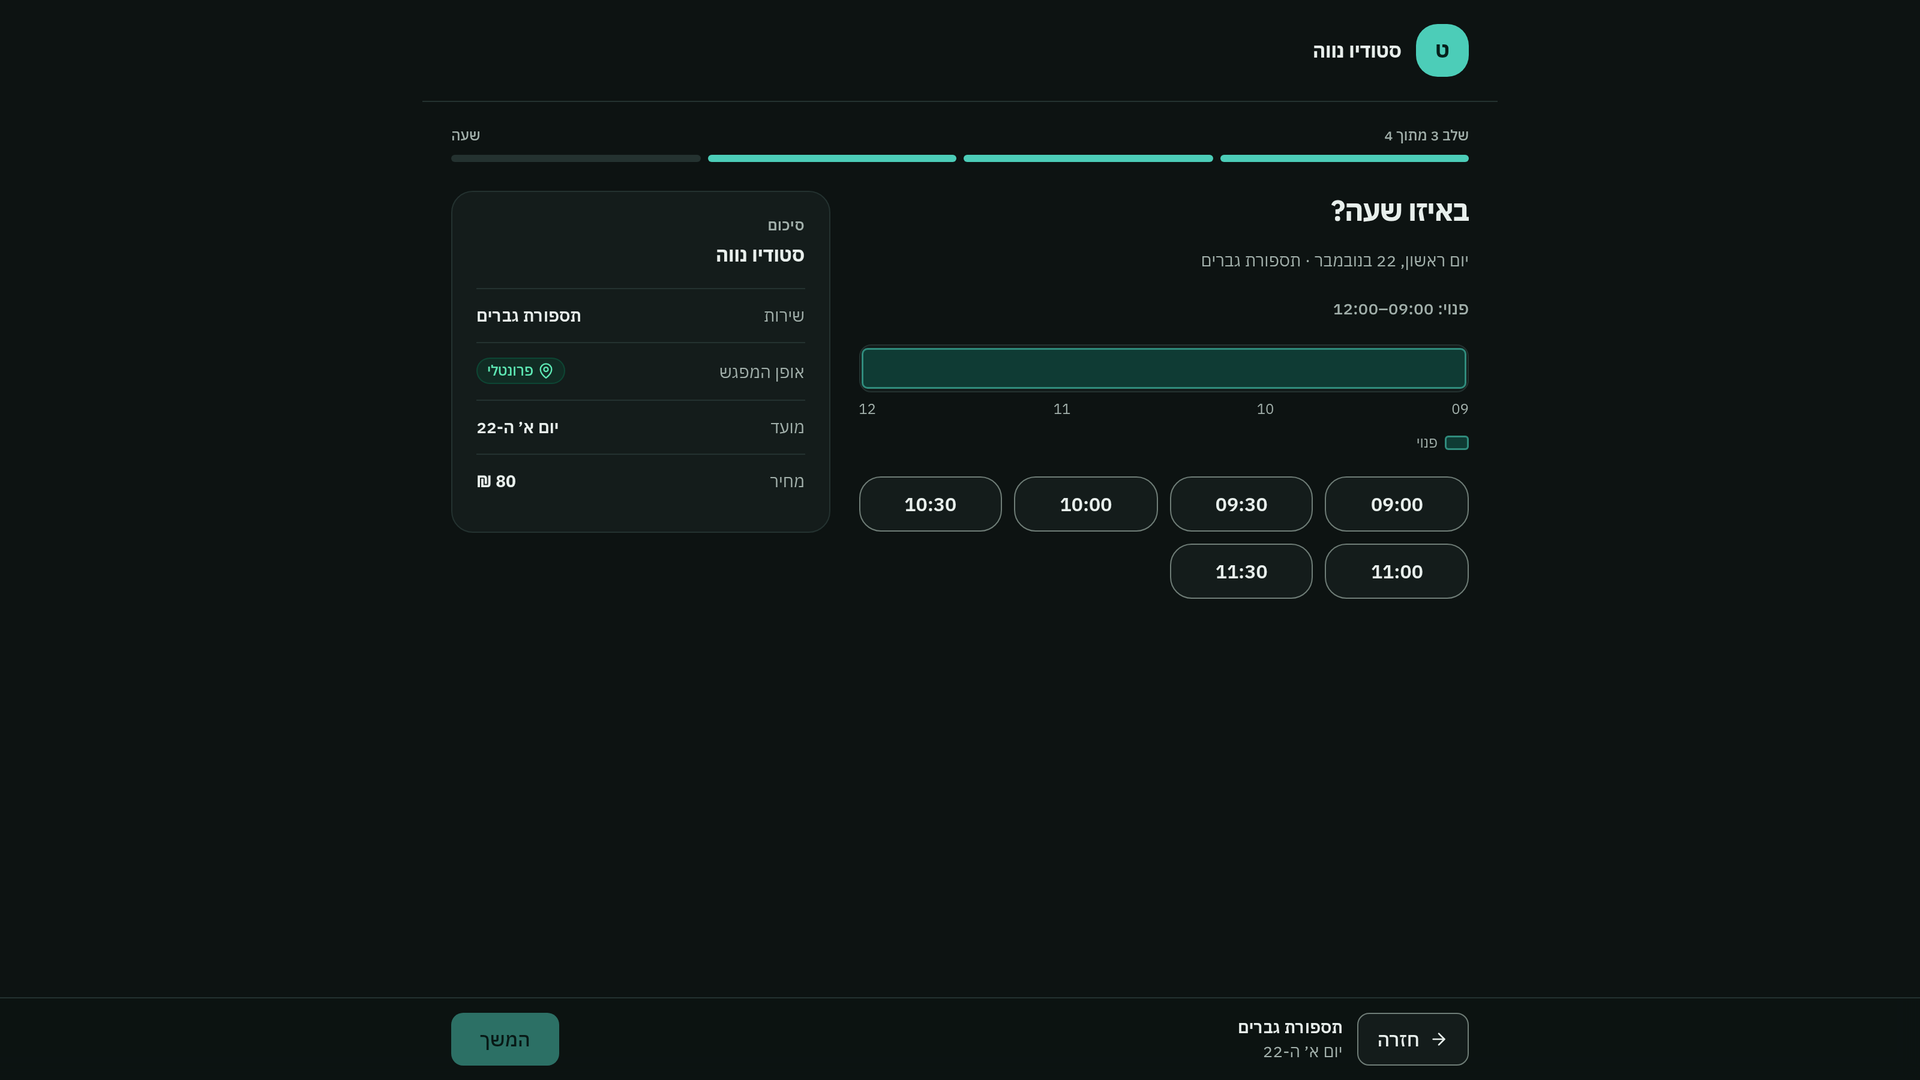 ט
סטודיו נווה
שלב 3 מתוך 4
שעה
באיזו שעה?
יום ראשון, 22 בנובמבר · תספורת גברים
פנוי: 09:00–12:00
09
10
11
12
פנוי
09:00
09:30
10:00
10:30
11:00
11:30
סיכום
סטודיו נווה
שירות
תספורת גברים
אופן המפגש
פרונטלי
מועד
יום א׳ ה-22
מחיר
80 ₪
חזרה
תספורת גברים
יום א׳ ה-22
המשך